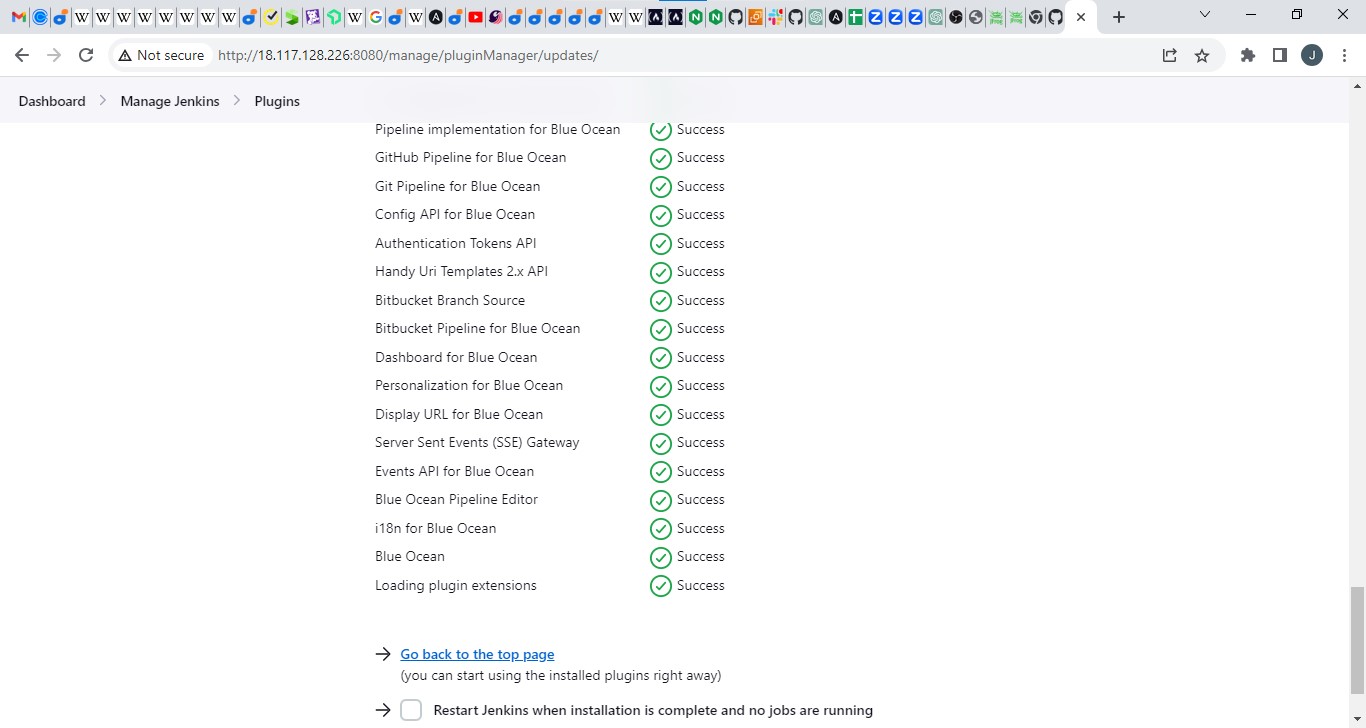 Not secure
http://18.117.128.226:8080/manage/pluginManager/updates/
J
Dashboard > Manage Jenkins > Plugins
Pipeline implementation for Blue Ocean Success
GitHub Pipeline for Blue Ocean Success
Git Pipeline for Blue Ocean Success
Config API for Blue Ocean Success
Authentication Tokens API Success
Handy Uri Templates 2.x API Success
Bitbucket Branch Source Success
Bitbucket Pipeline for Blue Ocean Success
Dashboard for Blue Ocean Success
Personalization for Blue Ocean Success
Display URL for Blue Ocean Success
Server Sent Events (SSE) Gateway Success
Events API for Blue Ocean Success
Blue Ocean Pipeline Editor Success
i18n for Blue Ocean Success
Blue Ocean Success
Loading plugin extensions Success
Go back to the top page
(you can start using the installed plugins right away)
Restart Jenkins when installation is complete and no jobs are running